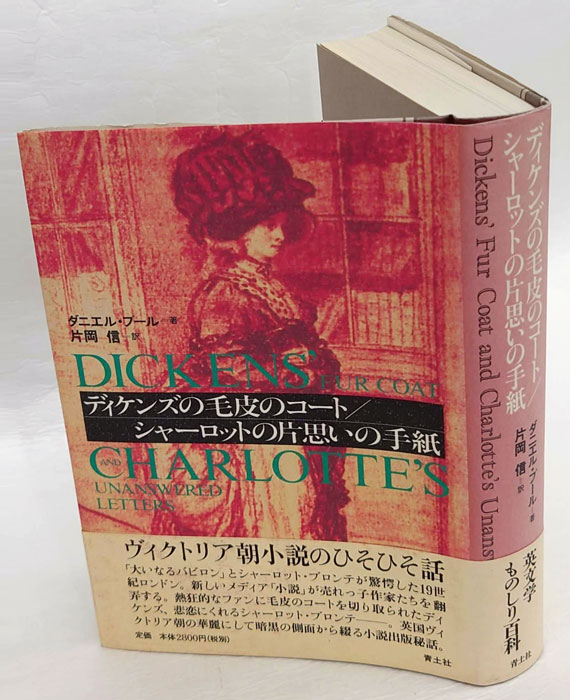 ダニエル・プール 著
片岡 信 訳
DICKENS' FUR COAT
ディケンズの毛皮のコート/
シャーロットの片思いの手紙
AND CHARLOTTE'S
UNANSWERED
LETTERS
ヴィクトリア朝小説のひそひそ話
「大いなるバビロン」とシャーロット・ブロンテが驚愕した19世
紀ロンドン。新しいメディア「小説」が売れっ子作家たちを翻
弄する。熱狂的なファンに毛皮のコートを切り取られたディ
ケンズ、悲恋にくれるシャーロット・ブロンテ――。英国ヴィ
クトリア朝の華麗にして暗黒の側面から綴る小説出版秘話。
定価 本体2800円(税別)
青土社
ディケンズの毛皮のコート/
シャーロットの片思いの手紙
Dickens' Fur Coat and Charlotte's Unans
ダニエル・プール 著
片岡 信 訳
英文学
ものしり百科
青土社